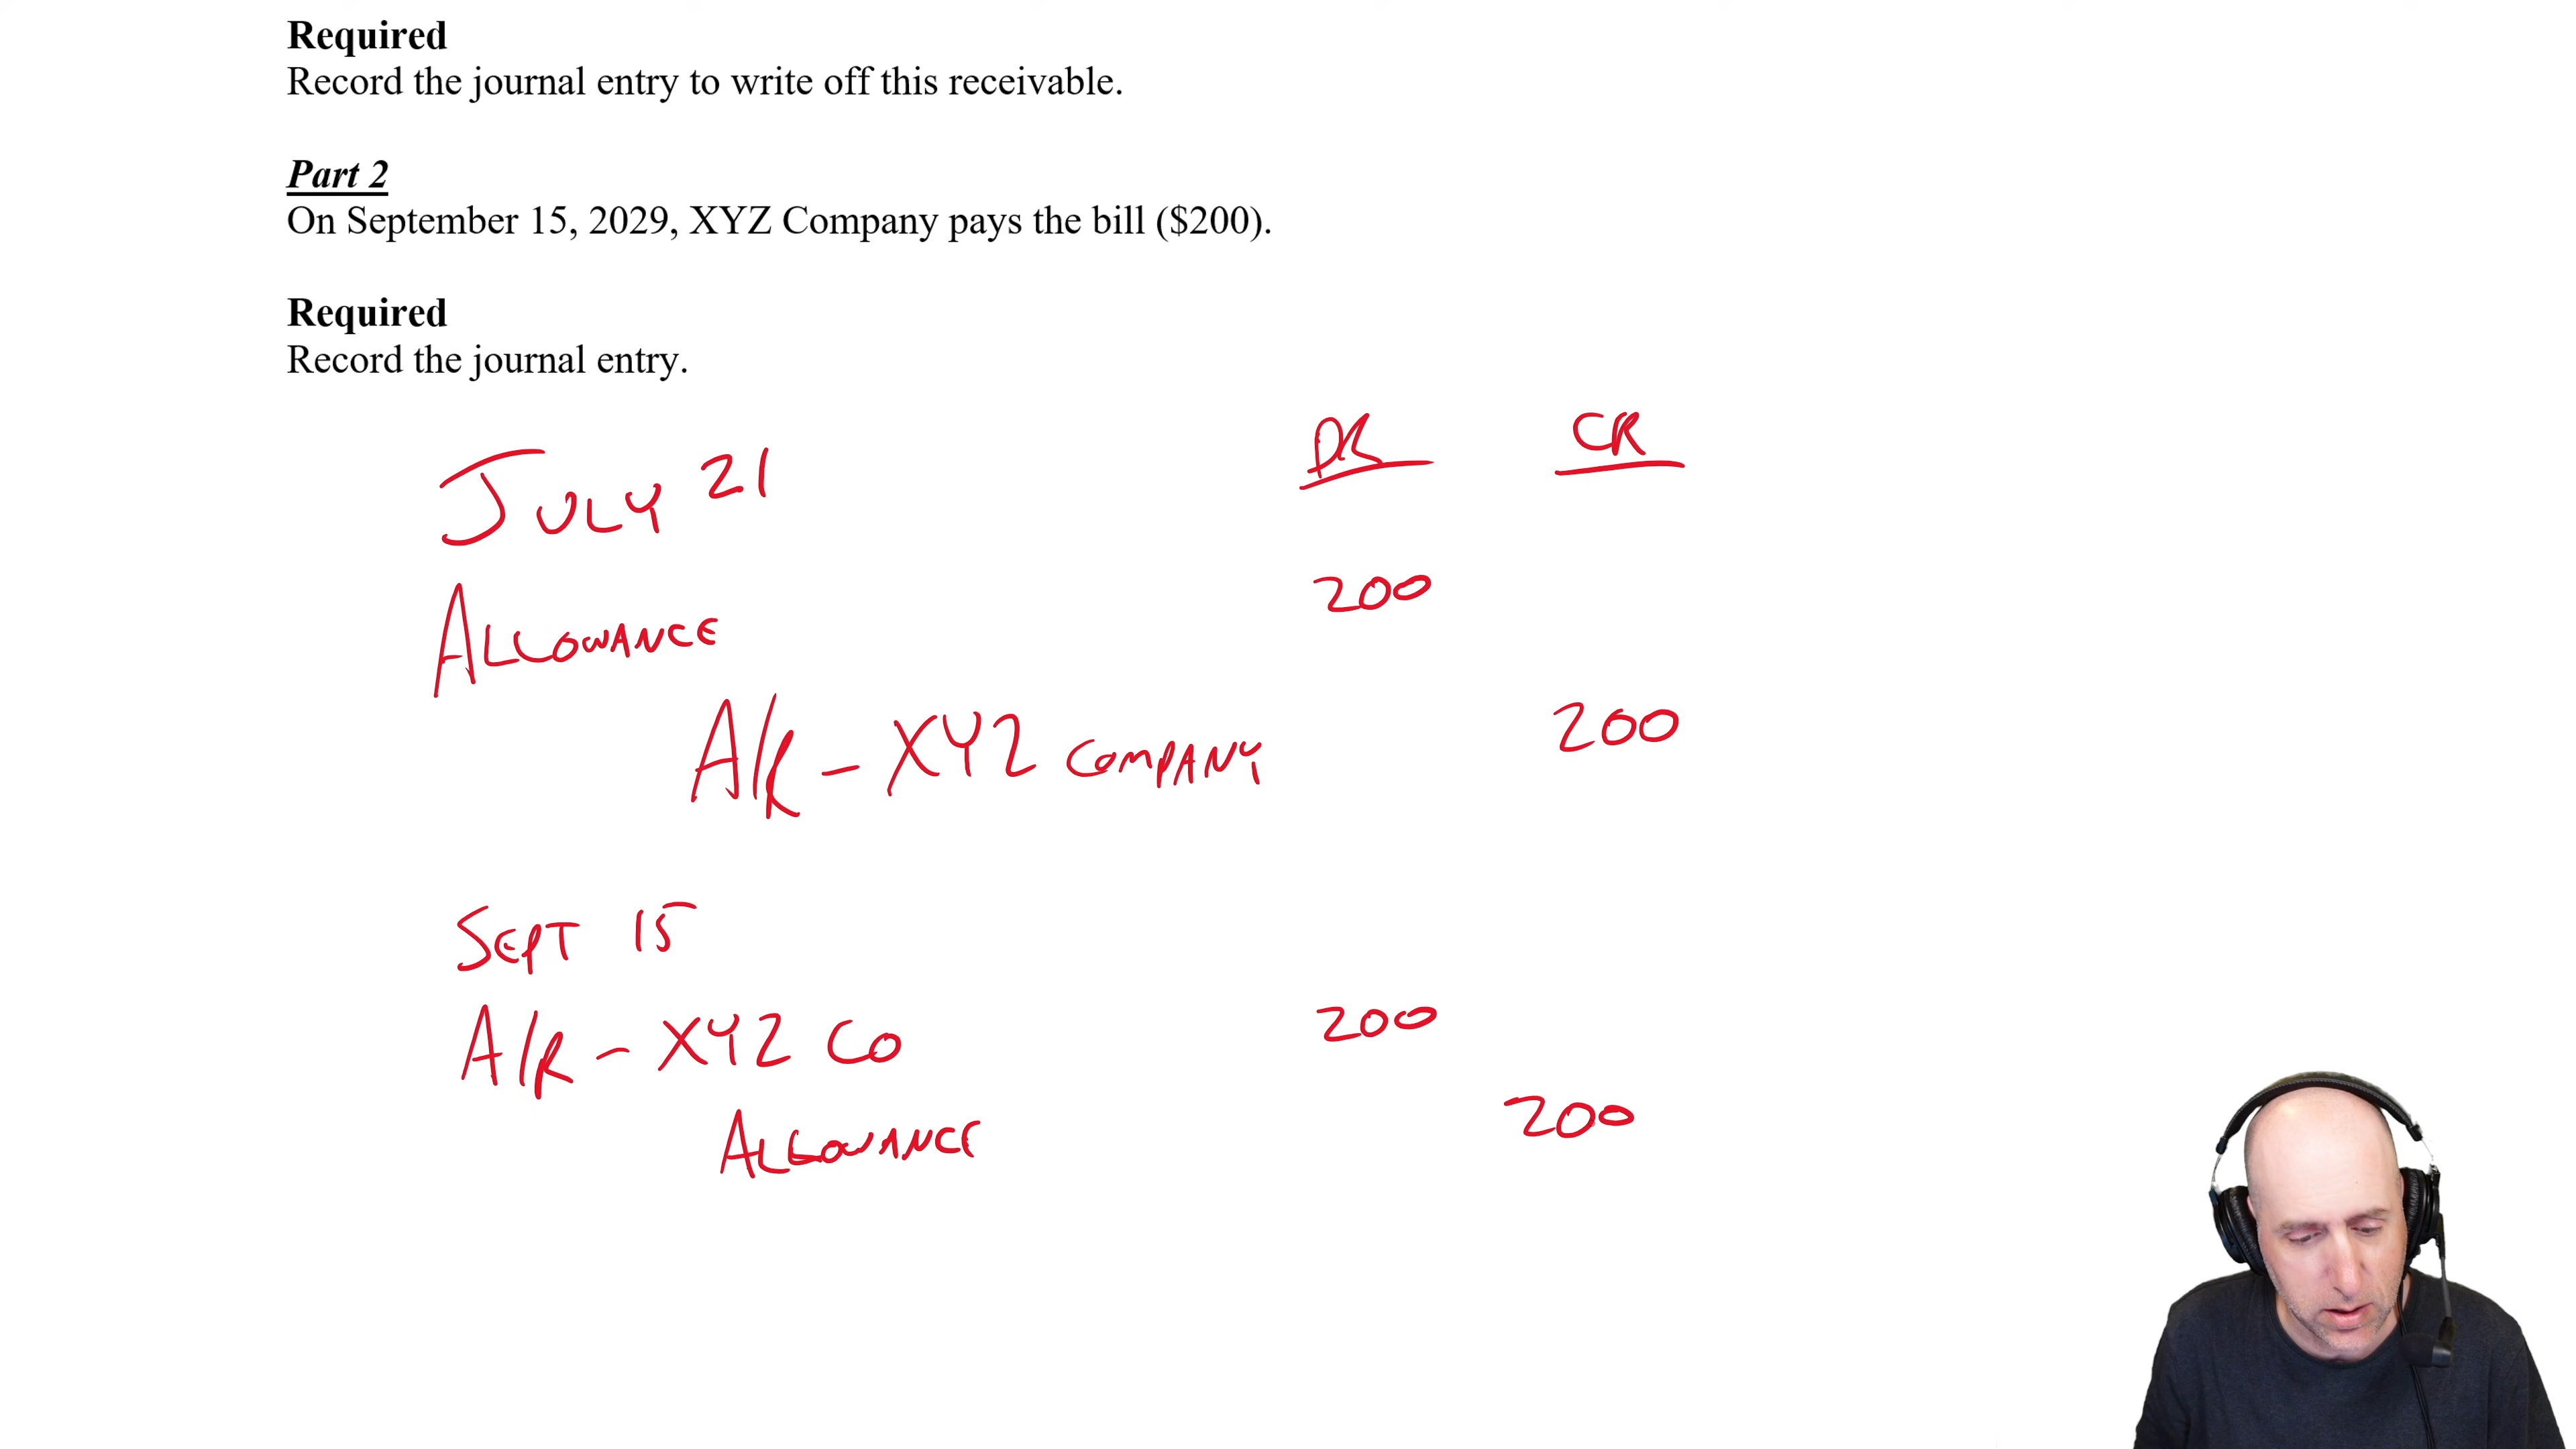 Required
Record the journal entry to write off this receivable.
Part 2
On September 15, 2029, XYZ Company pays the bill ($200).
Required
Record the journal entry.
DR CR
JULY 21
ALLOWANCE 200
A/R - XYZ COMPANY 200
SEPT 15
A/R - XYZ CO 200
ALLOWANCE 200